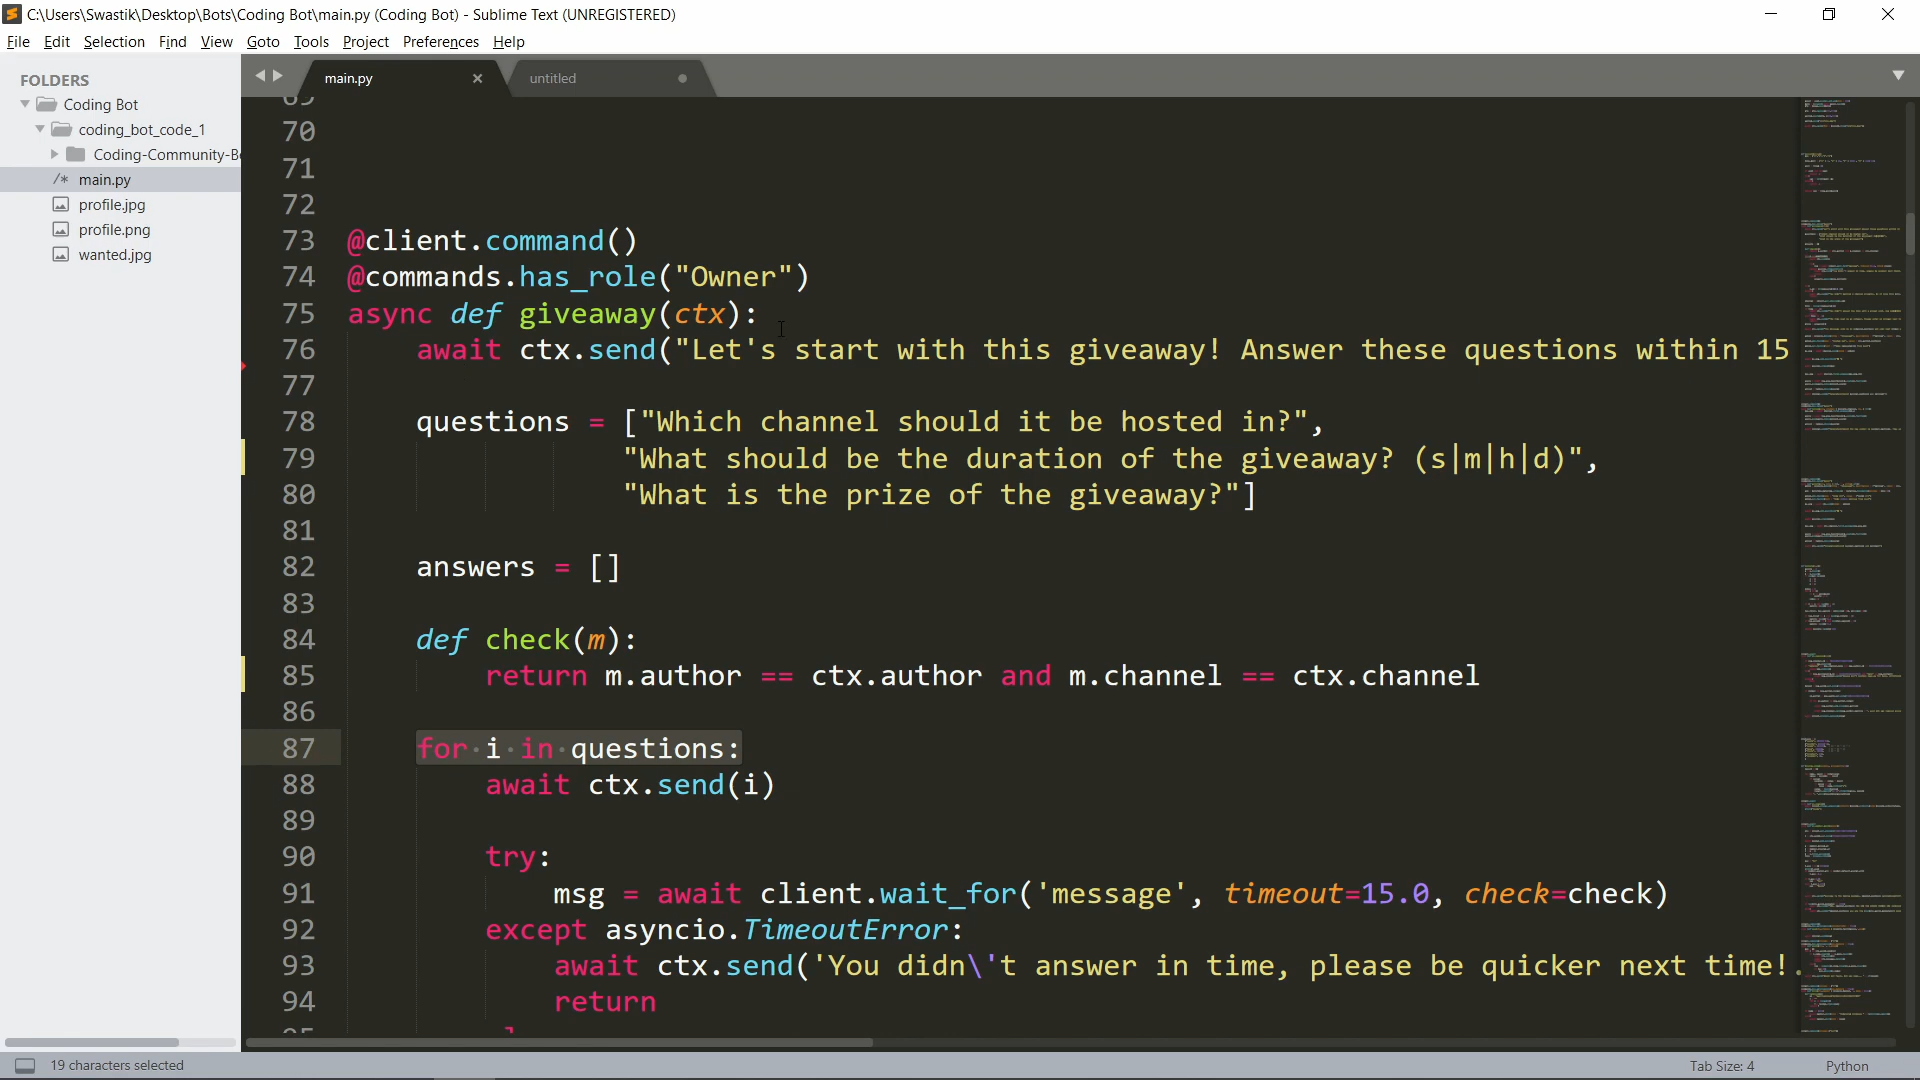 C:\Users\Swastik\Desktop\Bots\Coding Bot\main.py (Coding Bot) - Sublime Text (UNREGISTERED)
File Edit Selection Find View Goto Tools Project Preferences Help
FOLDERS
Coding Bot
coding_bot_code_1
Coding-Community-B
main.py
profile.jpg
profile.png
wanted.jpg
main.py untitled
69
70
71
72
73 @client.command()
74 @commands.has_role("Owner")
75 async def giveaway(ctx):
76 await ctx.send("Let's start with this giveaway! Answer these questions within 15
77
78 questions = ["Which channel should it be hosted in?",
79 "What should be the duration of the giveaway? (s|m|h|d)",
80 "What is the prize of the giveaway?"]
81
82 answers = []
83
84 def check(m):
85 return m.author == ctx.author and m.channel == ctx.channel
86
87 for i in questions:
88 await ctx.send(i)
89
90 try:
91 msg = await client.wait_for('message', timeout=15.0, check=check)
92 except asyncio.TimeoutError:
93 await ctx.send('You didn\'t answer in time, please be quicker next time!
94 return
19 characters selected Tab Size: 4 Python